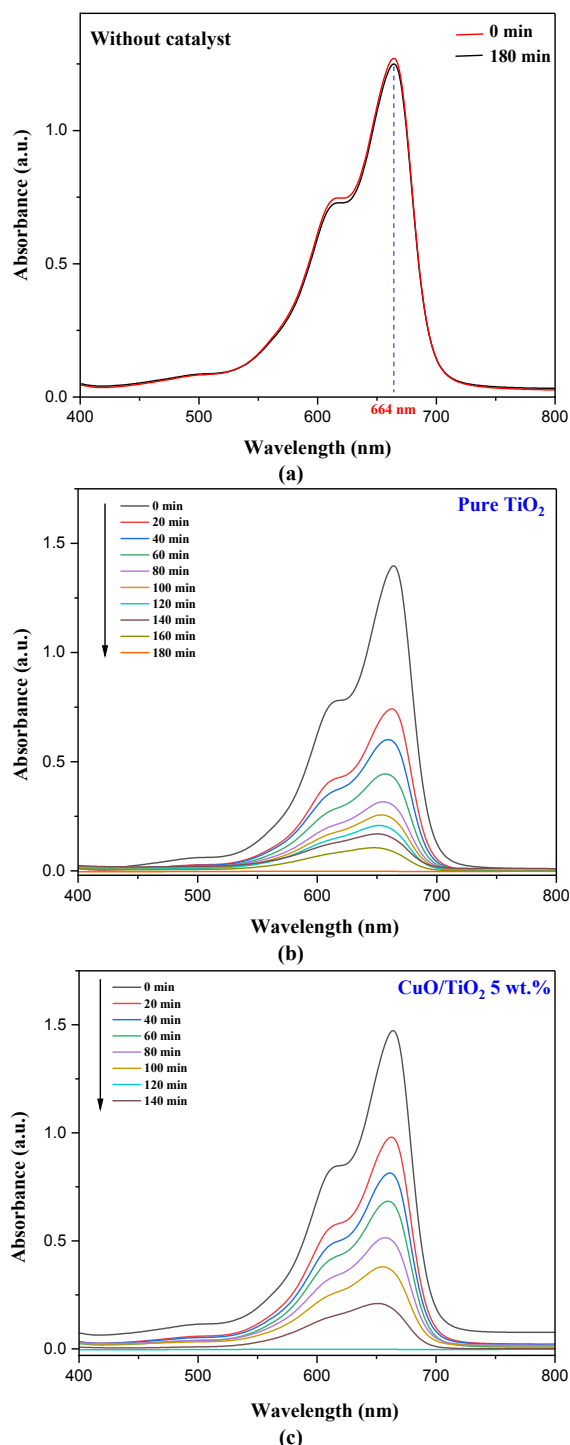 Without catalyst
0 min
180 min
1.0
0.5
0.0
Absorbance (a.u.)
664 nm
400 500 600 700 800
Wavelength (nm)
(a)
Pure TiO₂
0 min
20 min
40 min
60 min
80 min
100 min
120 min
140 min
160 min
180 min
1.5
1.0
0.5
0.0
Absorbance (a.u.)
400 500 600 700 800
Wavelength (nm)
(b)
CuO/TiO₂ 5 wt.%
0 min
20 min
40 min
60 min
80 min
100 min
120 min
140 min
1.5
1.0
0.5
0.0
Absorbance (a.u.)
400 500 600 700 800
Wavelength (nm)
(c)